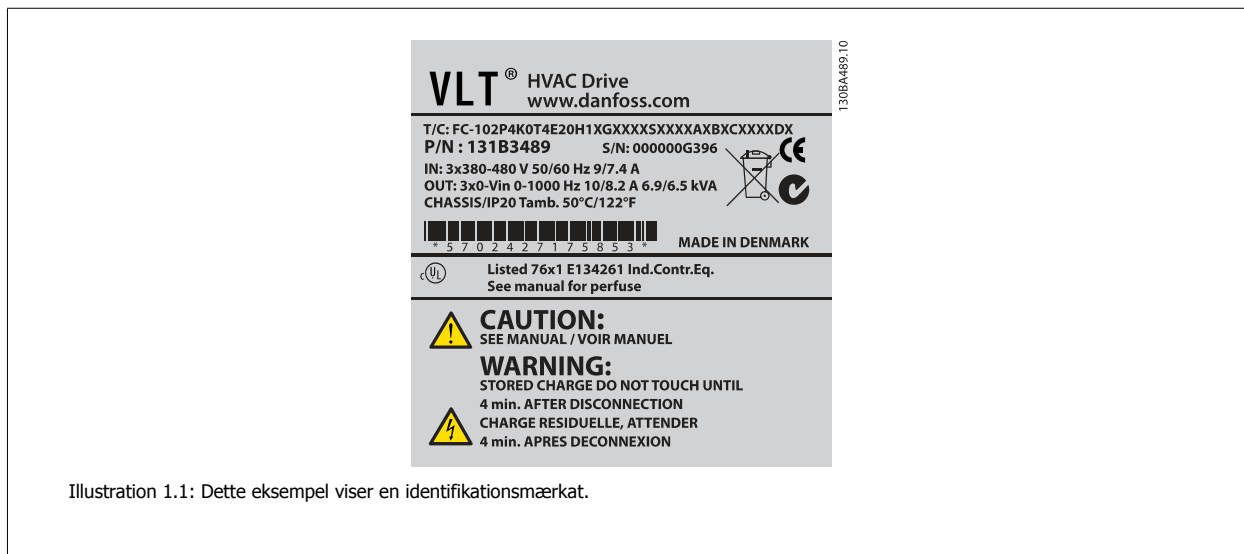 VLT® HVAC Drive
www.danfoss.com
130BA489.10
T/C: FC-102P4K0T4E20H1XGXXXXSXXXXAXBXCXXXXDX
P/N : 131B3489 S/N: 000000G396
IN: 3x380-480 V 50/60 Hz 9/7.4 A
OUT: 3x0-Vin 0-1000 Hz 10/8.2 A 6.9/6.5 kVA
CHASSIS/IP20 Tamb. 50°C/122°F
CE
* 5 7 0 2 4 2 7 1 7 5 8 5 3 * MADE IN DENMARK
c UL Listed 76x1 E134261 Ind.Contr.Eq.
See manual for perfuse
CAUTION:
SEE MANUAL / VOIR MANUEL
WARNING:
STORED CHARGE DO NOT TOUCH UNTIL
4 min. AFTER DISCONNECTION
CHARGE RESIDUELLE, ATTENDER
4 min. APRES DECONNEXION
Illustration 1.1: Dette eksempel viser en identifikationsmærkat.